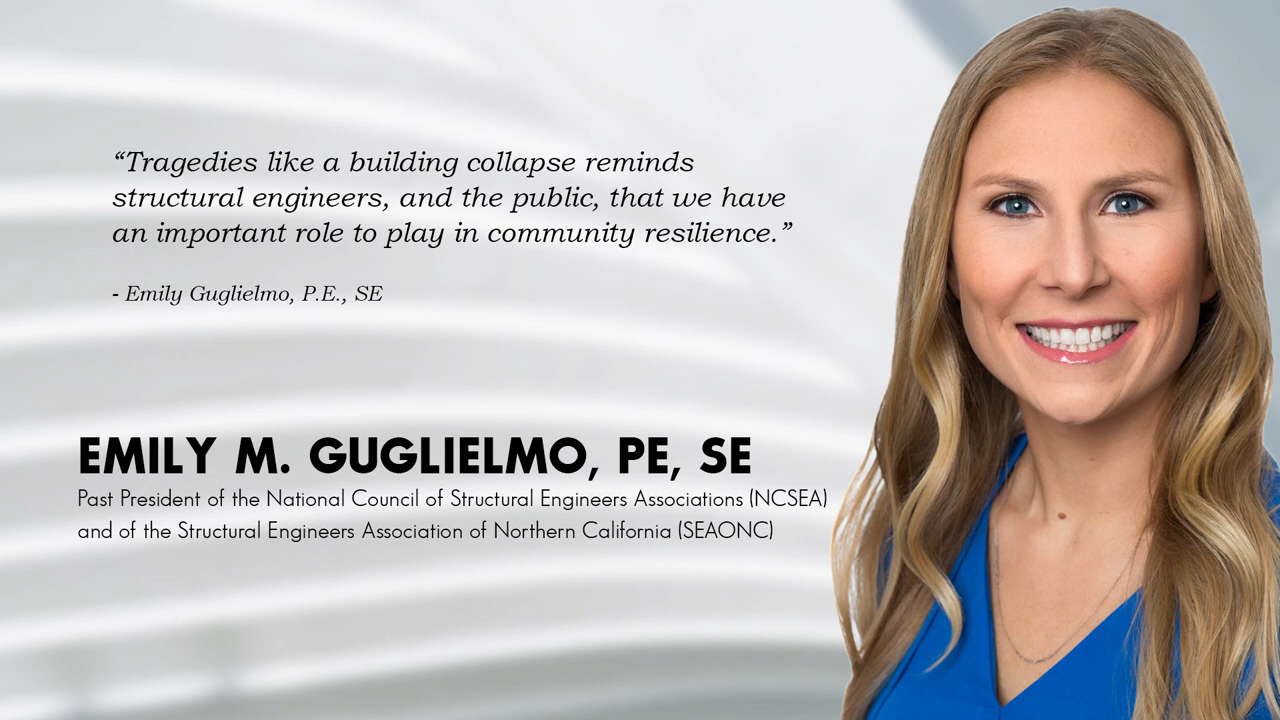 “Tragedies like a building collapse reminds
structural engineers, and the public, that we have
an important role to play in community resilience.”
- Emily Guglielmo, P.E., SE
EMILY M. GUGLIELMO, PE, SE
Past President of the National Council of Structural Engineers Associations (NCSEA)
and of the Structural Engineers Association of Northern California (SEAONC)